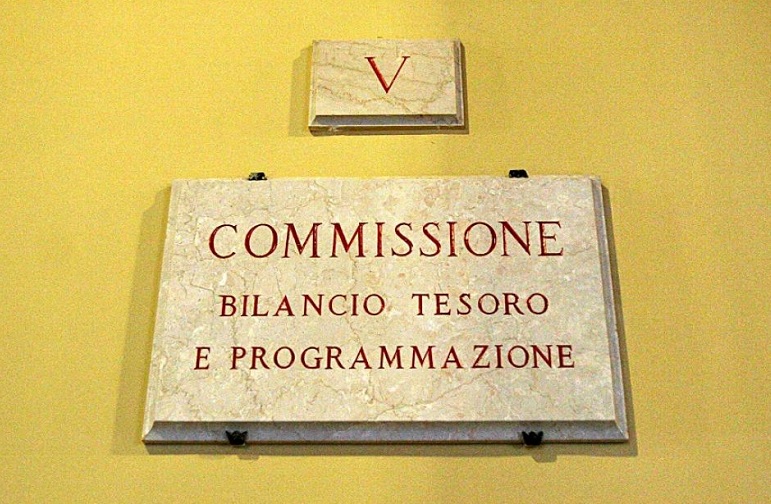 V
COMMISSIONE
BILANCIO TESORO
E PROGRAMMAZIONE